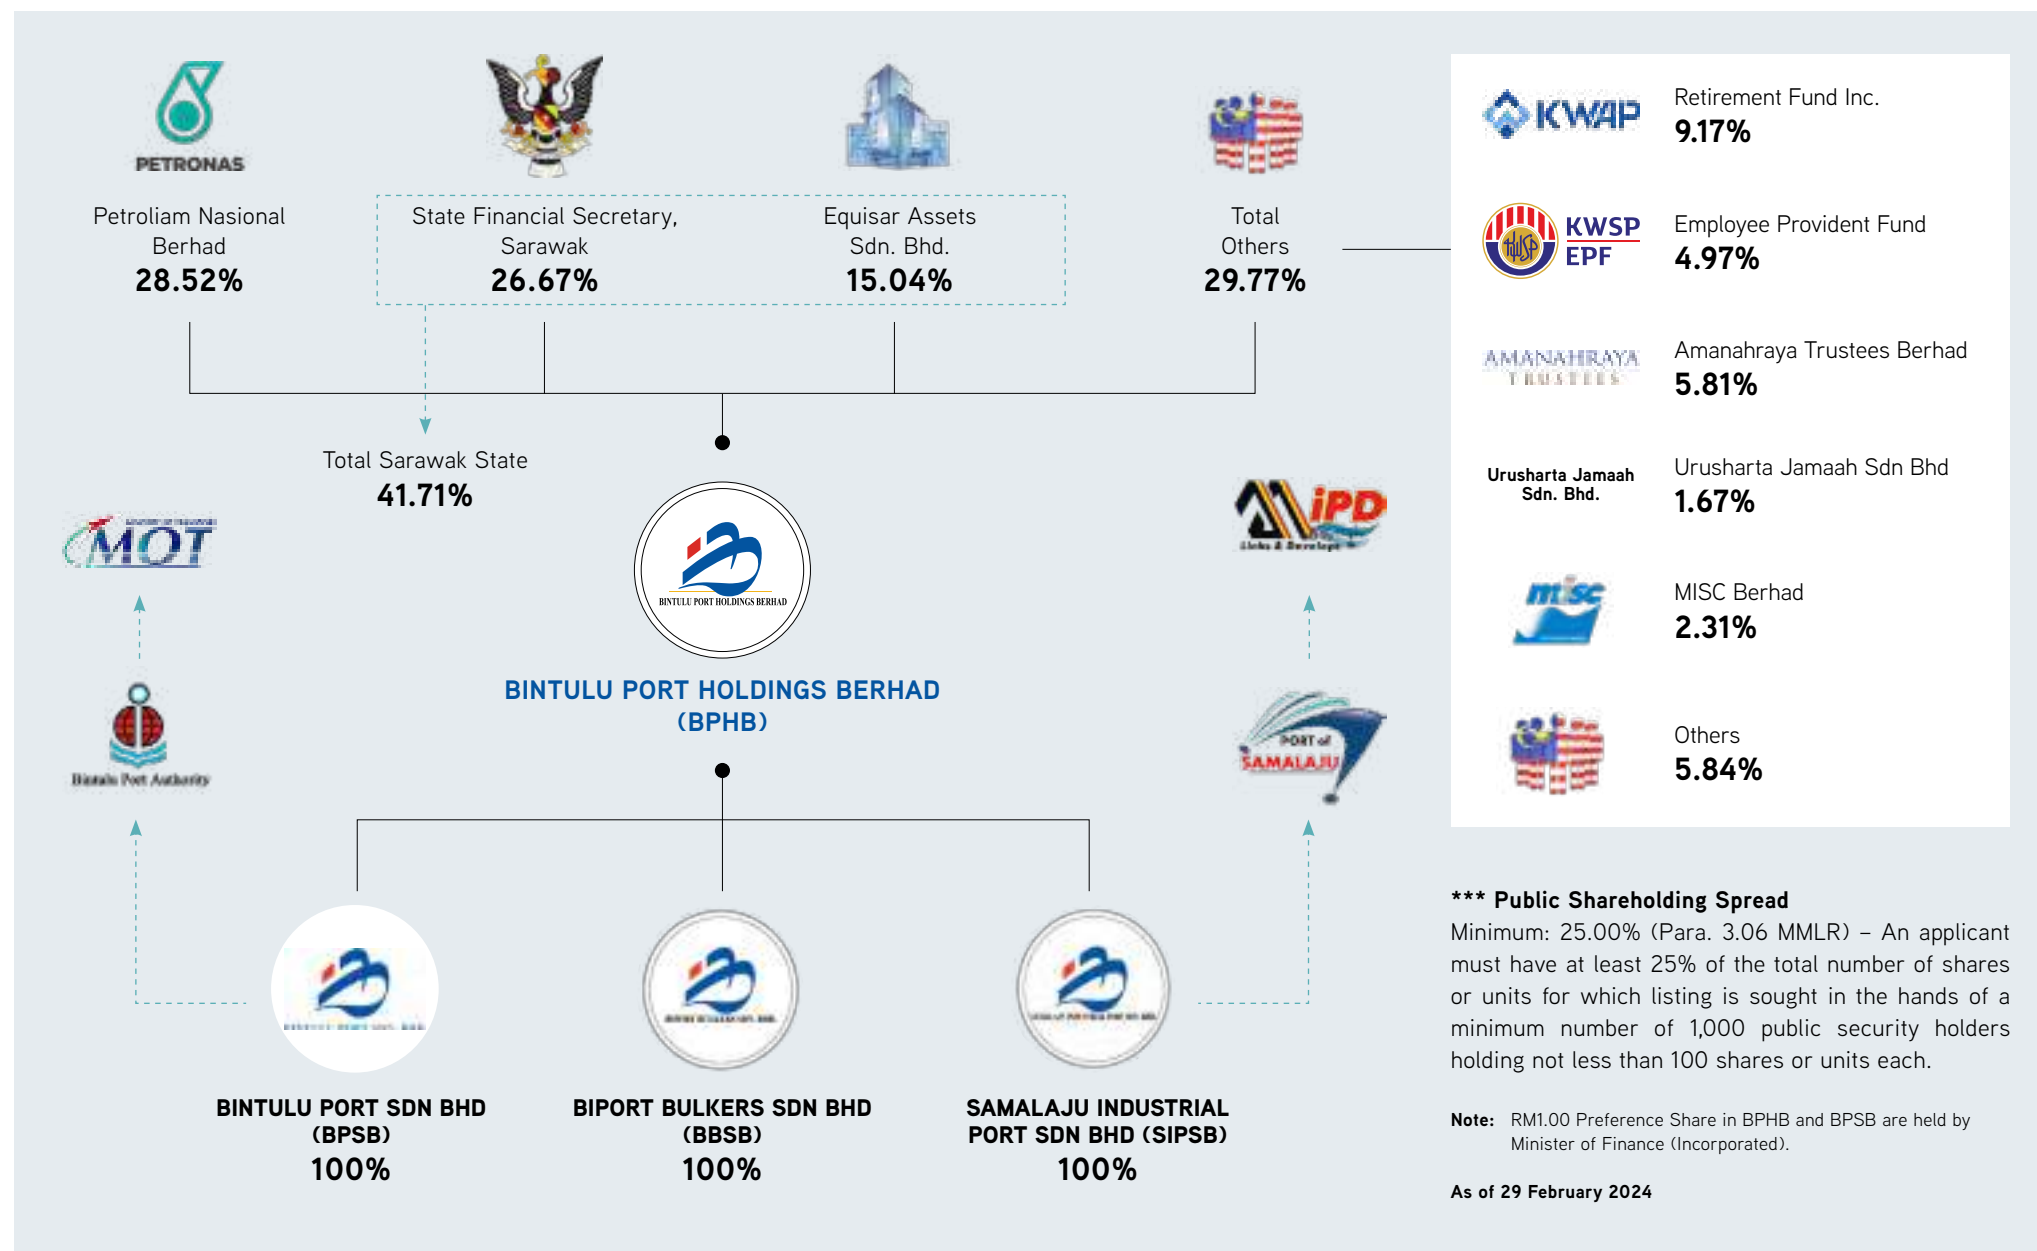 PETRONAS
Petroliam Nasional
Berhad
28.52%
State Financial Secretary,
Sarawak
26.67%
Equisar Assets
Sdn. Bhd.
15.04%
Total
Others
29.77%
Total Sarawak State
41.71%
KWAP
Retirement Fund Inc.
9.17%
KWSP
EPF
Employee Provident Fund
4.97%
AMANAHRAYA
TRUSTEES
Amanahraya Trustees Berhad
5.81%
Urusharta Jamaah
Sdn. Bhd.
Urusharta Jamaah Sdn Bhd
1.67%
misc
MISC Berhad
2.31%
Others
5.84%
MOT
Bintulu Port Authority
BINTULU PORT HOLDINGS BERHAD
BINTULU PORT HOLDINGS BERHAD
(BPHB)
iPD
PORT of
SAMALAJU
BINTULU PORT SDN BHD
(BPSB)
100%
BIPORT BULKERS SDN BHD
(BBSB)
100%
SAMALAJU INDUSTRIAL
PORT SDN BHD (SIPSB)
100%
*** Public Shareholding Spread
Minimum: 25.00% (Para. 3.06 MMLR) – An applicant
must have at least 25% of the total number of shares
or units for which listing is sought in the hands of a
minimum number of 1,000 public security holders
holding not less than 100 shares or units each.
Note: RM1.00 Preference Share in BPHB and BPSB are held by
Minister of Finance (Incorporated).
As of 29 February 2024